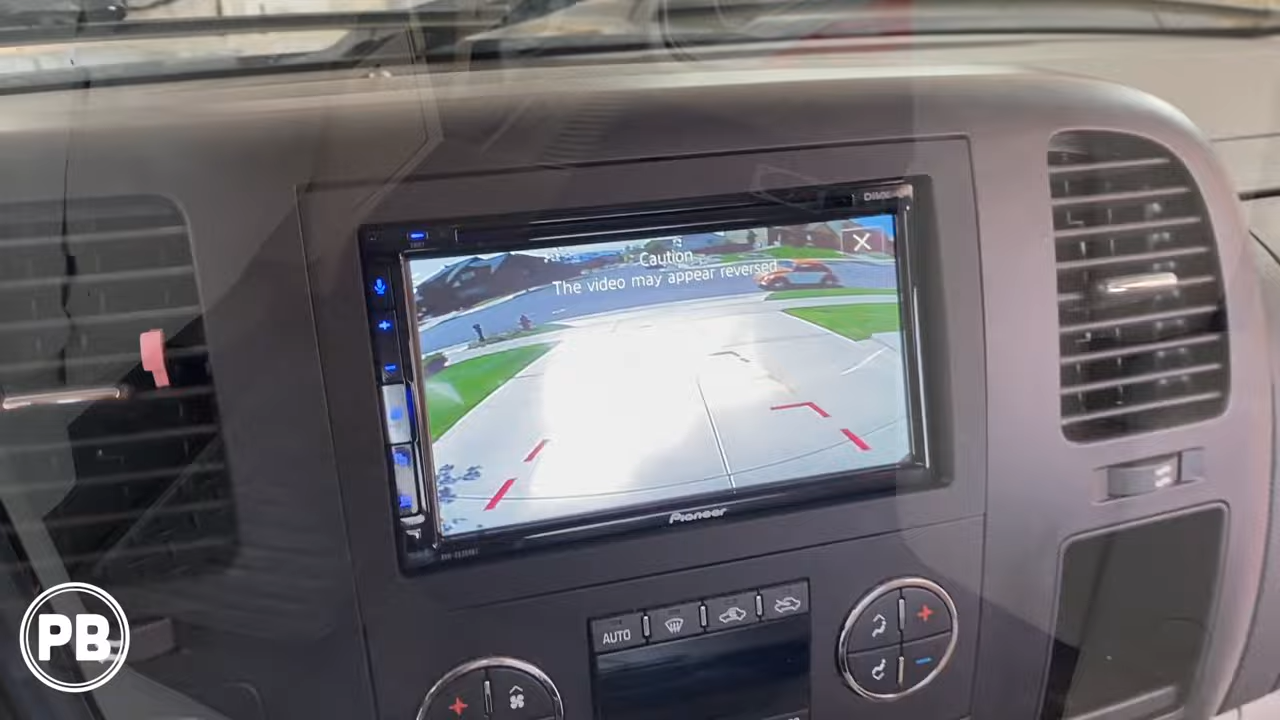 Caution
The video may appear reversed
Pioneer
AUTO
PB